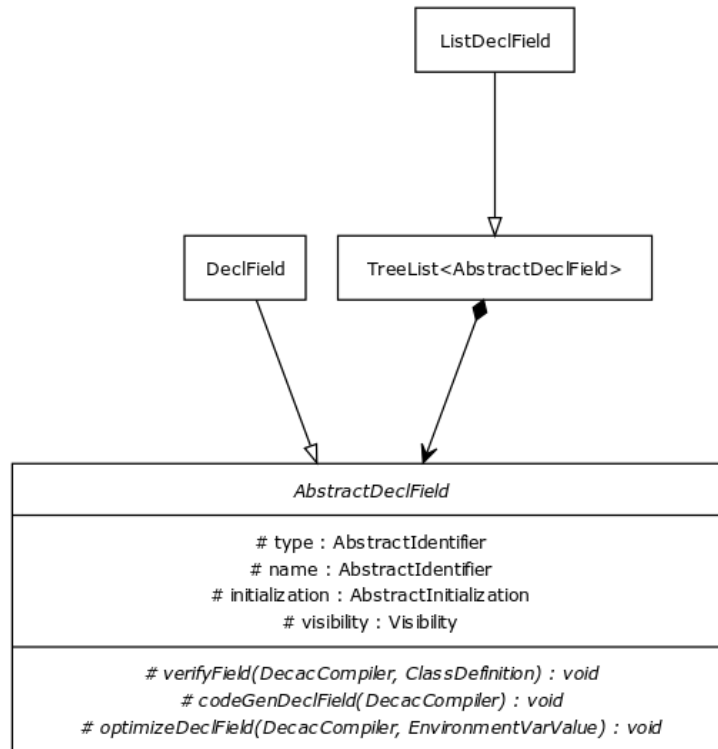 ListDeclField
DeclField
TreeList<AbstractDeclField>
AbstractDeclField
# type : AbstractIdentifier
# name : AbstractIdentifier
# initialization : AbstractInitialization
# visibility : Visibility
# verifyField(DecacCompiler, ClassDefinition) : void
# codeGenDeclField(DecacCompiler) : void
# optimizeDeclField(DecacCompiler, EnvironmentVarValue) : void